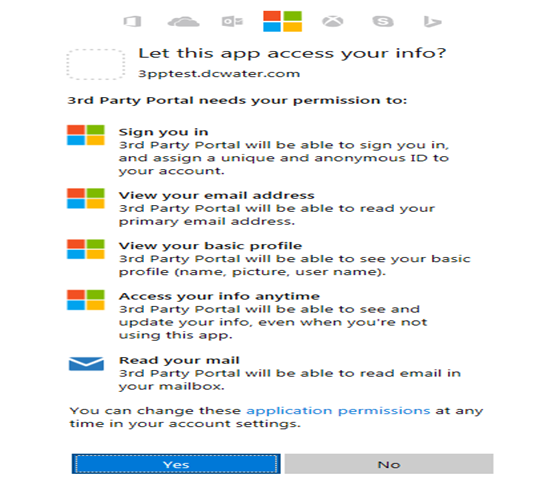 Let this app access your info?
3pptest.dcwater.com
3rd Party Portal needs your permission to:
Sign you in
3rd Party Portal will be able to sign you in,
and assign a unique and anonymous ID to
your account.
View your email address
3rd Party Portal will be able to read your
primary email address.
View your basic profile
3rd Party Portal will be able to see your basic
profile (name, picture, user name).
Access your info anytime
3rd Party Portal will be able to see and
update your info, even when you're not
using this app.
Read your mail
3rd Party Portal will be able to read email in
your mailbox.
You can change these application permissions at any
time in your account settings.
Yes
No